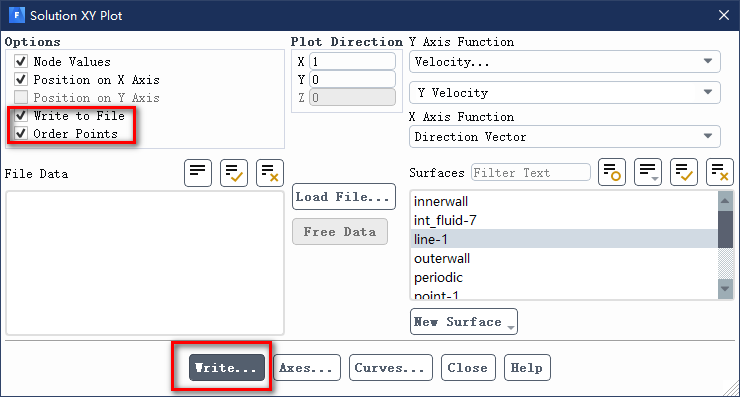 Solution XY Plot
Options
Node Values
Position on X Axis
Position on Y Axis
Write to File
Order Points
Plot Direction
X 1
Y 0
Z 0
Y Axis Function
Velocity...
Y Velocity
X Axis Function
Direction Vector
File Data
Load File...
Free Data
Surfaces Filter Text
innerwall
int_fluid-7
line-1
outerwall
periodic
point-1
New Surface
Write... Axes... Curves... Close Help